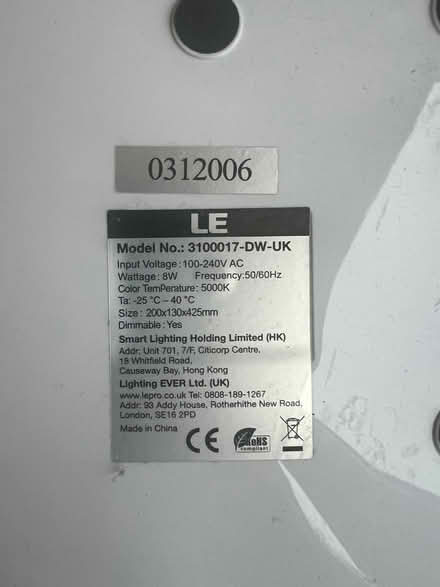 0312006
LE
Model No.: 3100017-DW-UK
Input Voltage:100-240V AC
Wattage: 8W Frequency:50/60Hz
Color TemPerature: 5000K
Ta: -25 °C ~ 40 °C
Size: 200x130x425mm
Dimmable: Yes
Smart Lighting Holding Limited (HK)
Addr: Unit 701, 7/F, Citicorp Centre,
18 Whitfield Road,
Causeway Bay, Hong Kong
Lighting EVER Ltd. (UK)
www.lepro.co.uk Tel: 0808-189-1267
Addr: 93 Addy House, Rotherhithe New Road,
London, SE16 2PD
Made in China
CE
RoHS
compliant